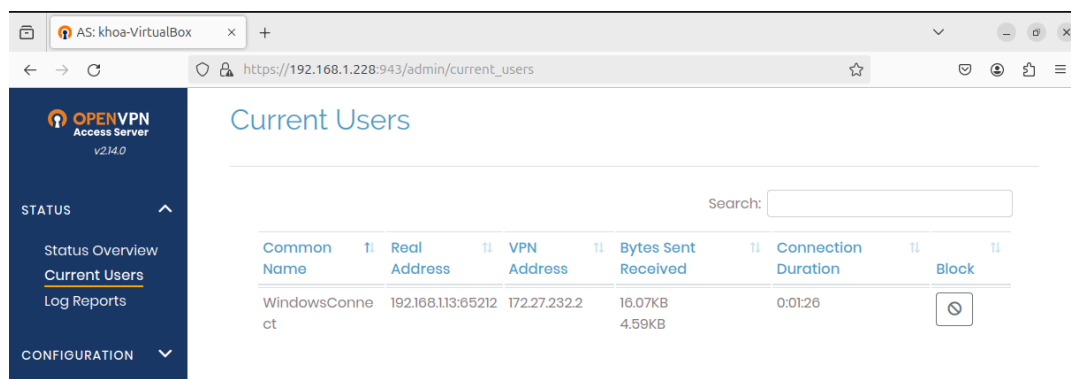 AS: khoa-VirtualBox
https://192.168.1.228:943/admin/current_users
OPENVPN
Access Server
v2.14.0
STATUS
Status Overview
Current Users
Log Reports
CONFIGURATION
Current Users
Search:
Common Name
Real Address
VPN Address
Bytes Sent Received
Connection Duration
Block
WindowsConne
ct
192.168.1.13:65212
172.27.232.2
16.07KB
4.59KB
0:01:26